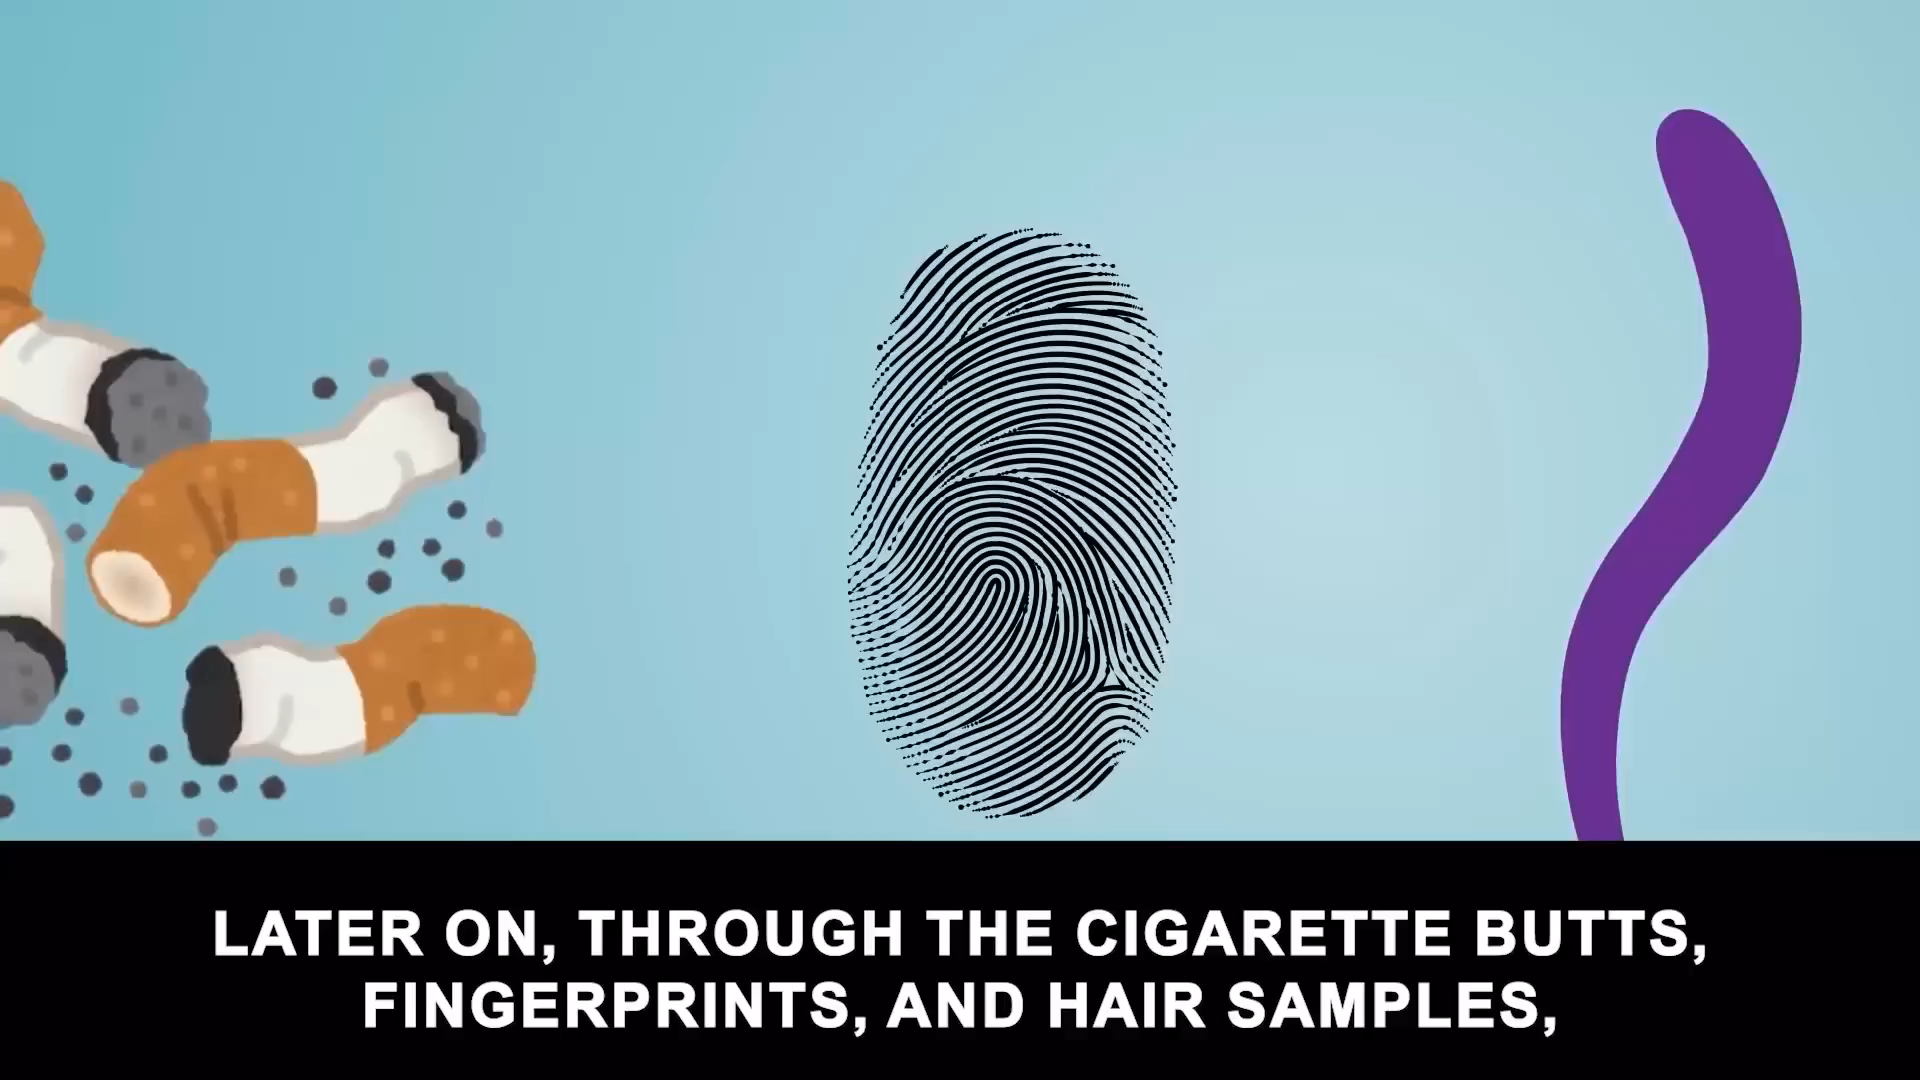 LATER ON, THROUGH THE CIGARETTE BUTTS,
FINGERPRINTS, AND HAIR SAMPLES,